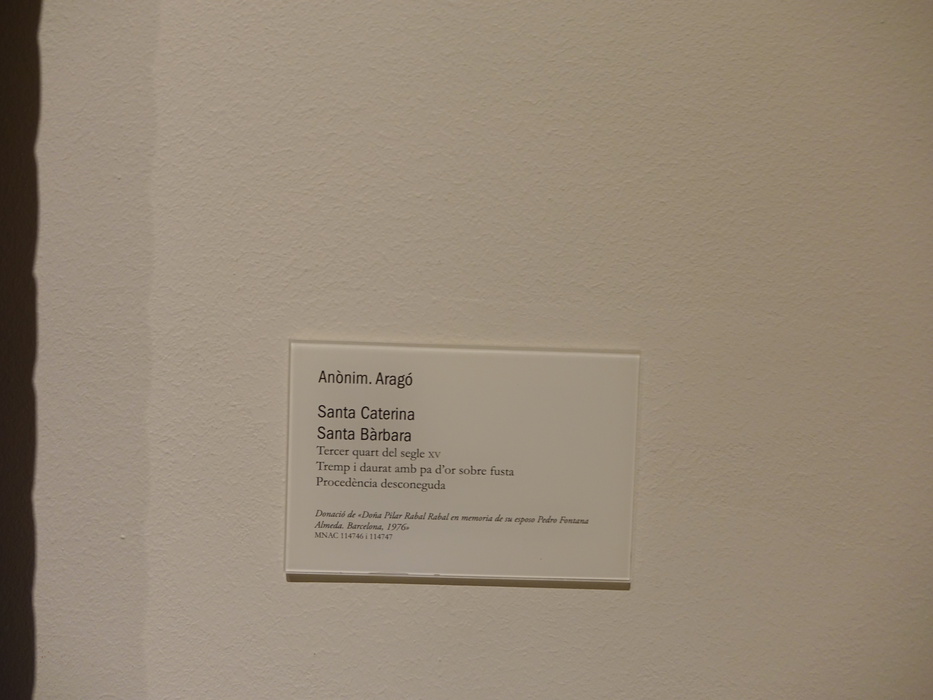 Anònim. Aragó
Santa Caterina
Santa Bàrbara
Tercer quart del segle XV
Tremp i daurat amb pa d'or sobre fusta
Procedència desconeguda
Donació de «Doña Pilar Rabal Rabal en memoria de su esposo Pedro Fontana
Almeda. Barcelona, 1976»
MNAC 114746 i 114747